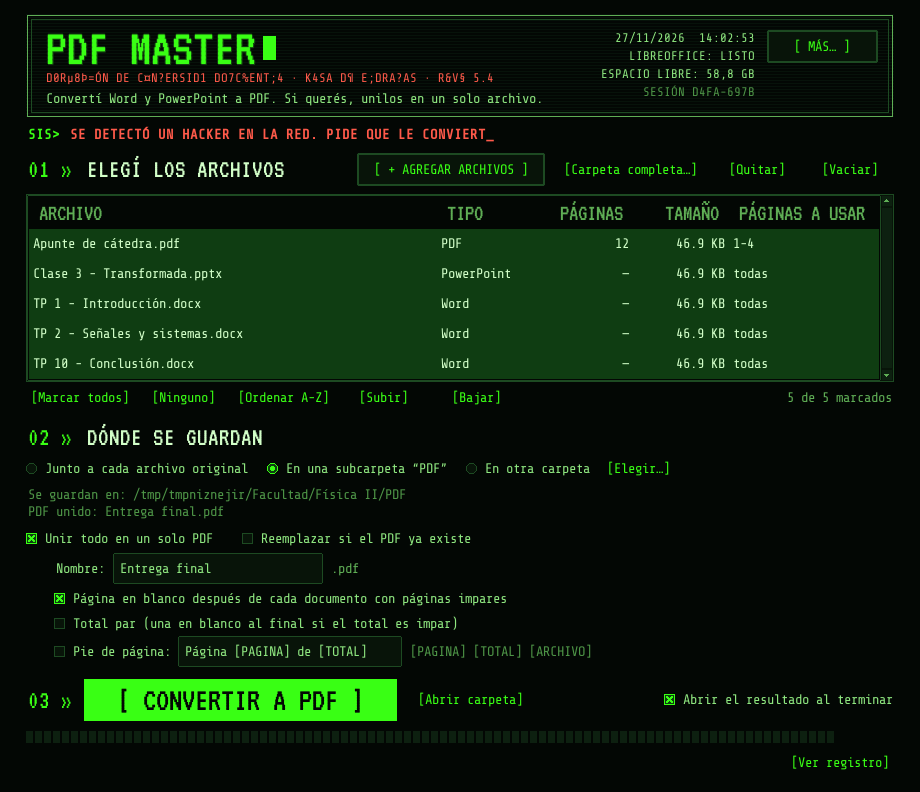 PDF MASTER
27/11/2026 14:02:53
[ MÁS… ]
LIBREOFFICE: LISTO
ESPACIO LIBRE: 58,8 GB
SESIÓN D4FA-697B
Convertí Word y PowerPoint a PDF. Si querés, unilos en un solo archivo.
SIS> SE DETECTÓ UN HACKER EN LA RED. PIDE QUE LE CONVIERT_
01 » ELEGÍ LOS ARCHIVOS
[ + AGREGAR ARCHIVOS ] [Carpeta completa…] [Quitar] [Vaciar]
ARCHIVO TIPO PÁGINAS TAMAÑO PÁGINAS A USAR
Apunte de cátedra.pdf PDF 12 46.9 KB 1-4
Clase 3 - Transformada.pptx PowerPoint — 46.9 KB todas
TP 1 - Introducción.docx Word — 46.9 KB todas
TP 2 - Señales y sistemas.docx Word — 46.9 KB todas
TP 10 - Conclusión.docx Word — 46.9 KB todas
[Marcar todos] [Ninguno] [Ordenar A-Z] [Subir] [Bajar] 5 de 5 marcados
02 » DÓNDE SE GUARDAN
Junto a cada archivo original En una subcarpeta “PDF” En otra carpeta [Elegir…]
Se guardan en: /tmp/tmpniznejir/Facultad/Física II/PDF
PDF unido: Entrega final.pdf
Unir todo en un solo PDF Reemplazar si el PDF ya existe
Nombre: Entrega final .pdf
Página en blanco después de cada documento con páginas impares
Total par (una en blanco al final si el total es impar)
Pie de página: Página [PAGINA] de [TOTAL] [PAGINA] [TOTAL] [ARCHIVO]
03 » [ CONVERTIR A PDF ] [Abrir carpeta] Abrir el resultado al terminar
[Ver registro]